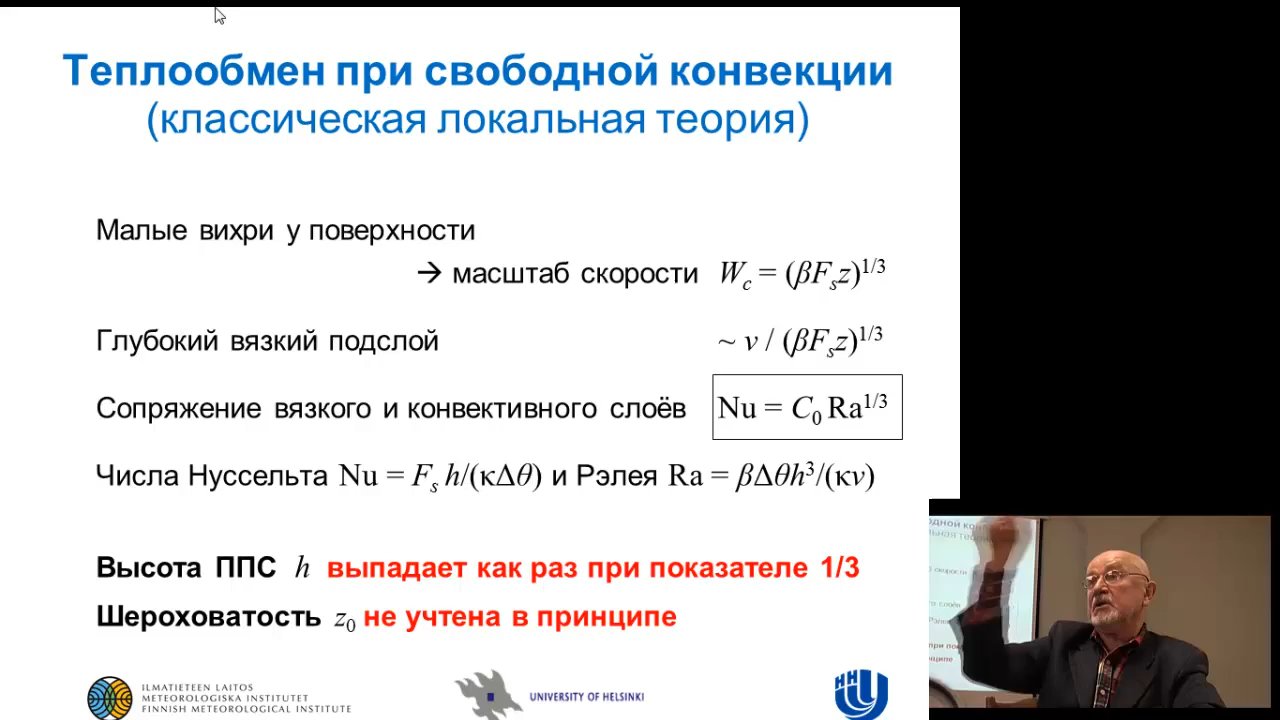 Теплообмен при свободной конвекции
(классическая локальная теория)
Малые вихри у поверхности
→ масштаб скорости W_c = (βF_s z)^{1/3}
Глубокий вязкий подслой ~ ν / (βF_s z)^{1/3}
Сопряжение вязкого и конвективного слоёв Nu = C_0 Ra^{1/3}
Числа Нуссельта Nu = F_s h/(κΔθ) и Рэлея Ra = βΔθh^3/(κν)
Высота ППС h выпадает как раз при показателе 1/3
Шероховатость z_0 не учтена в принципе
ILMATIETEEN LAITOS
METEOROLOGISKA INSTITUTET
FINNISH METEOROLOGICAL INSTITUTE
UNIVERSITY OF HELSINKI